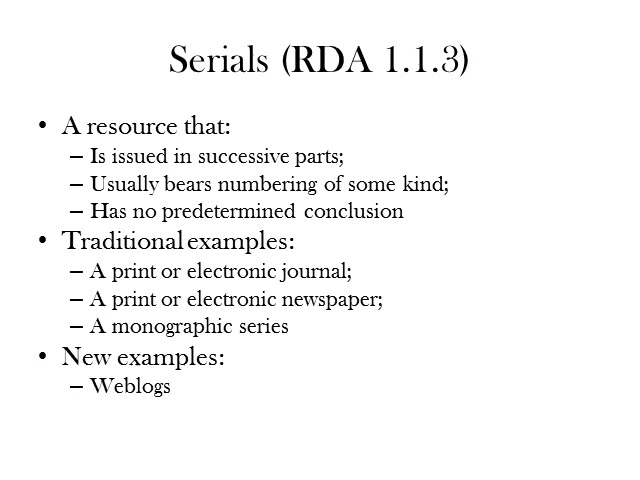 Serials (RDA 1.1.3)
• A resource that:
– Is issued in successive parts;
– Usually bears numbering of some kind;
– Has no predetermined conclusion
• Traditional examples:
– A print or electronic journal;
– A print or electronic newspaper;
– A monographic series
• New examples:
– Weblogs